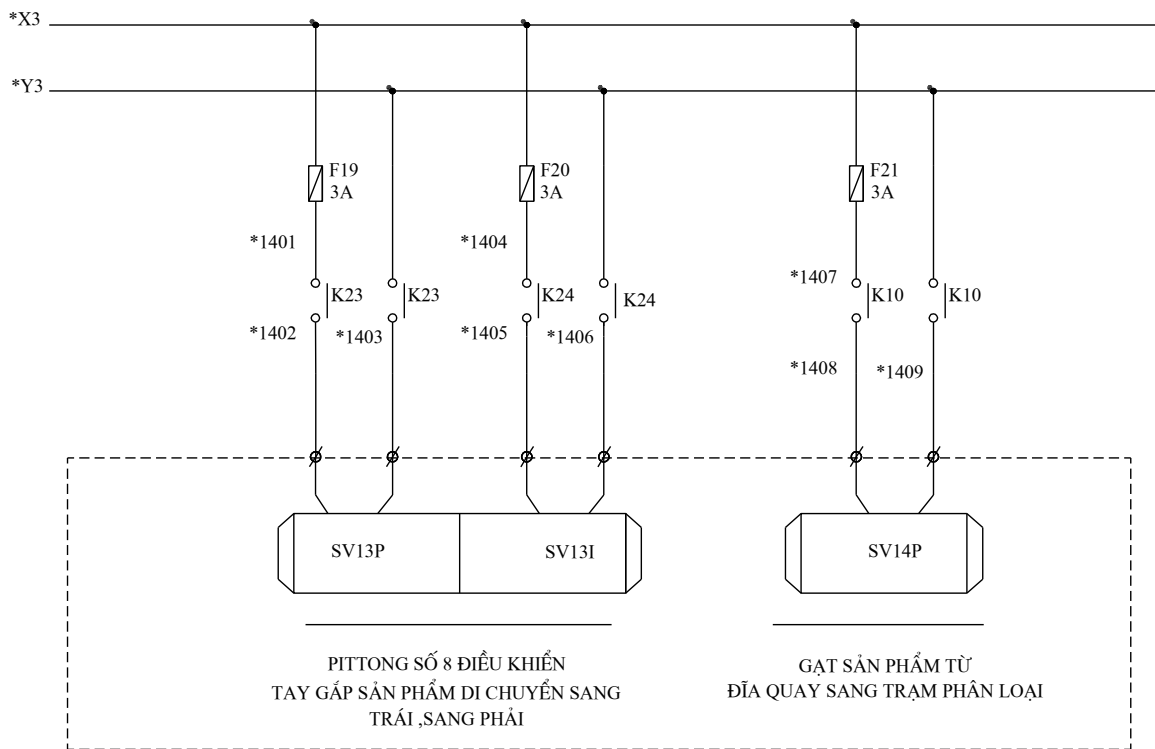 *X3
*Y3
F19
3A
F20
3A
F21
3A
*1401
*1404
*1407
K23
K23
K24
K24
K10
K10
*1402
*1403
*1405
*1406
*1408
*1409
SV13P
SV13I
SV14P
PITTONG SỐ 8 ĐIỀU KHIỂN
TAY GẮP SẢN PHẨM DI CHUYỂN SANG
TRÁI ,SANG PHẢI
GẠT SẢN PHẨM TỪ
ĐĨA QUAY SANG TRẠM PHÂN LOẠI